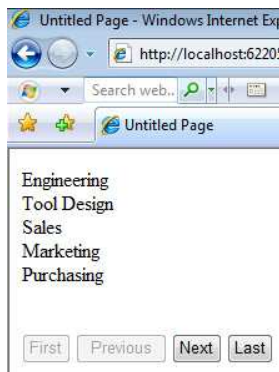 Untitled Page - Windows Internet Exp
http://localhost:6220
Search web..
Untitled Page
Engineering
Tool Design
Sales
Marketing
Purchasing
First Previous Next Last